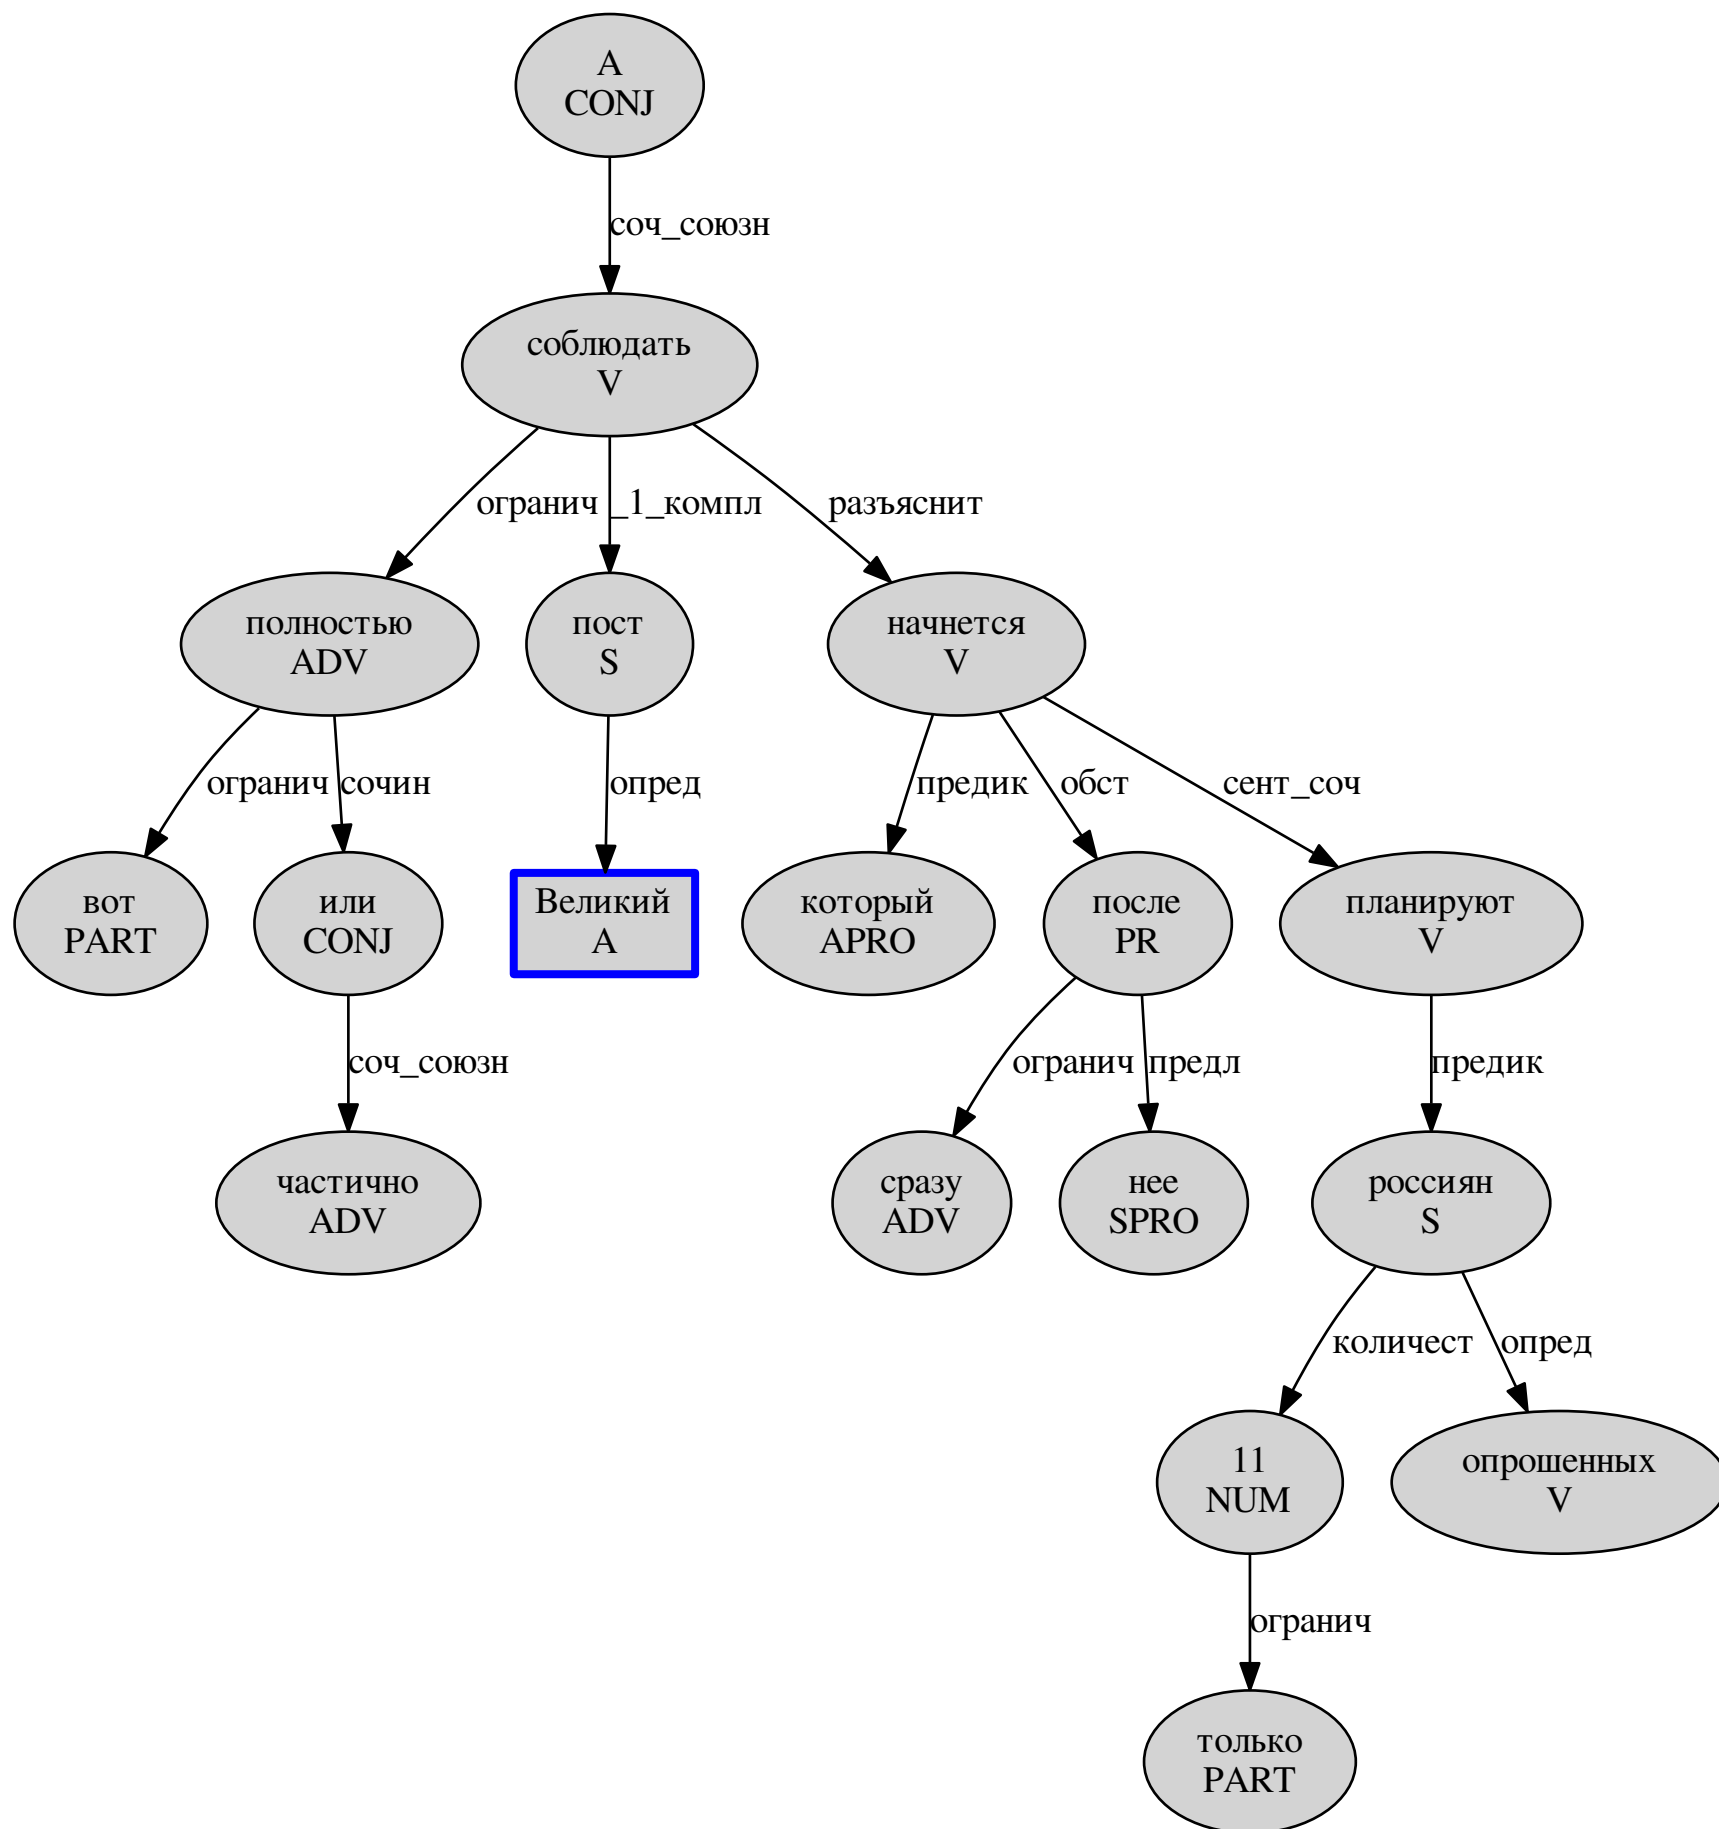 А
CONJ
соч_союзн
соблюдать
V
огранич
_1_компл
разъяснит
полностью
ADV
пост
S
начнется
V
огранич
сочин
опред
предик
обст
сент_соч
вот
PART
или
CONJ
Великий
A
который
APRO
после
PR
планируют
V
соч_союзн
огранич
предл
предик
частично
ADV
сразу
ADV
нее
SPRO
россиян
S
количест
опред
11
NUM
опрошенных
V
огранич
только
PART